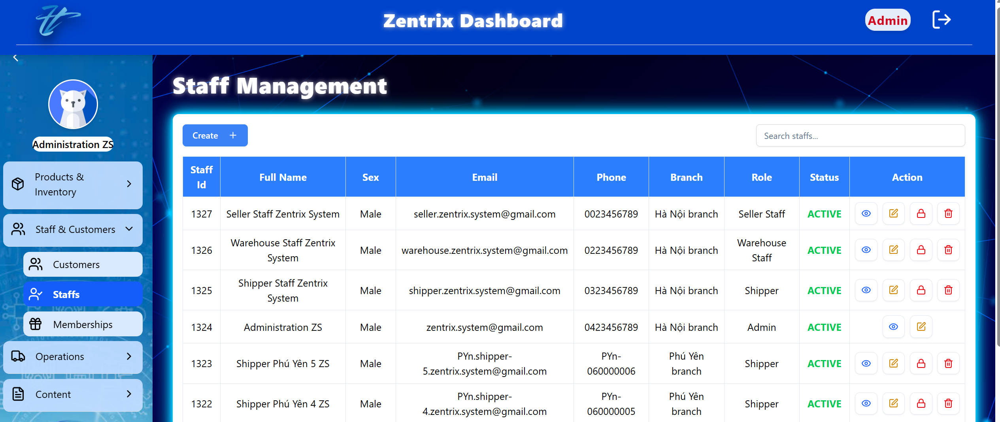 Zentrix Dashboard
Admin
Administration ZS
Products &
Inventory
Staff & Customers
Customers
Staffs
Memberships
Operations
Content
Staff Management
Create +
Search staffs...
Staff
Id
Full Name
Sex
Email
Phone
Branch
Role
Status
Action
1327
Seller Staff Zentrix System
Male
seller.zentrix.system@gmail.com
0023456789
Hà Nội branch
Seller Staff
ACTIVE
1326
Warehouse Staff Zentrix
System
Male
warehouse.zentrix.system@gmail.com
0223456789
Hà Nội branch
Warehouse
Staff
ACTIVE
1325
Shipper Staff Zentrix
System
Male
shipper.zentrix.system@gmail.com
0323456789
Hà Nội branch
Shipper
ACTIVE
1324
Administration ZS
Male
zentrix.system@gmail.com
0423456789
Hà Nội branch
Admin
ACTIVE
1323
Shipper Phú Yên 5 ZS
Male
PYn.shipper-
5.zentrix.system@gmail.com
PYn-
060000006
Phú Yên
branch
Shipper
ACTIVE
1322
Shipper Phú Yên 4 ZS
Male
PYn.shipper-
4.zentrix.system@gmail.com
PYn-
060000005
Phú Yên
branch
Shipper
ACTIVE